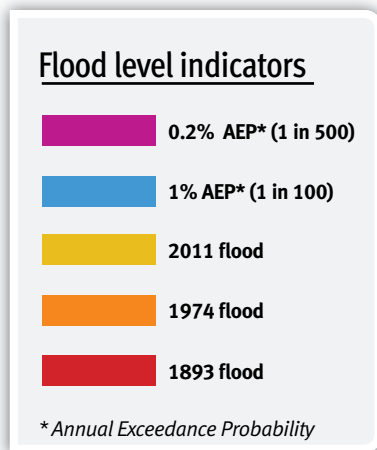 Flood level indicators
0.2% AEP* (1 in 500)
1% AEP* (1 in 100)
2011 flood
1974 flood
1893 flood
* Annual Exceedance Probability